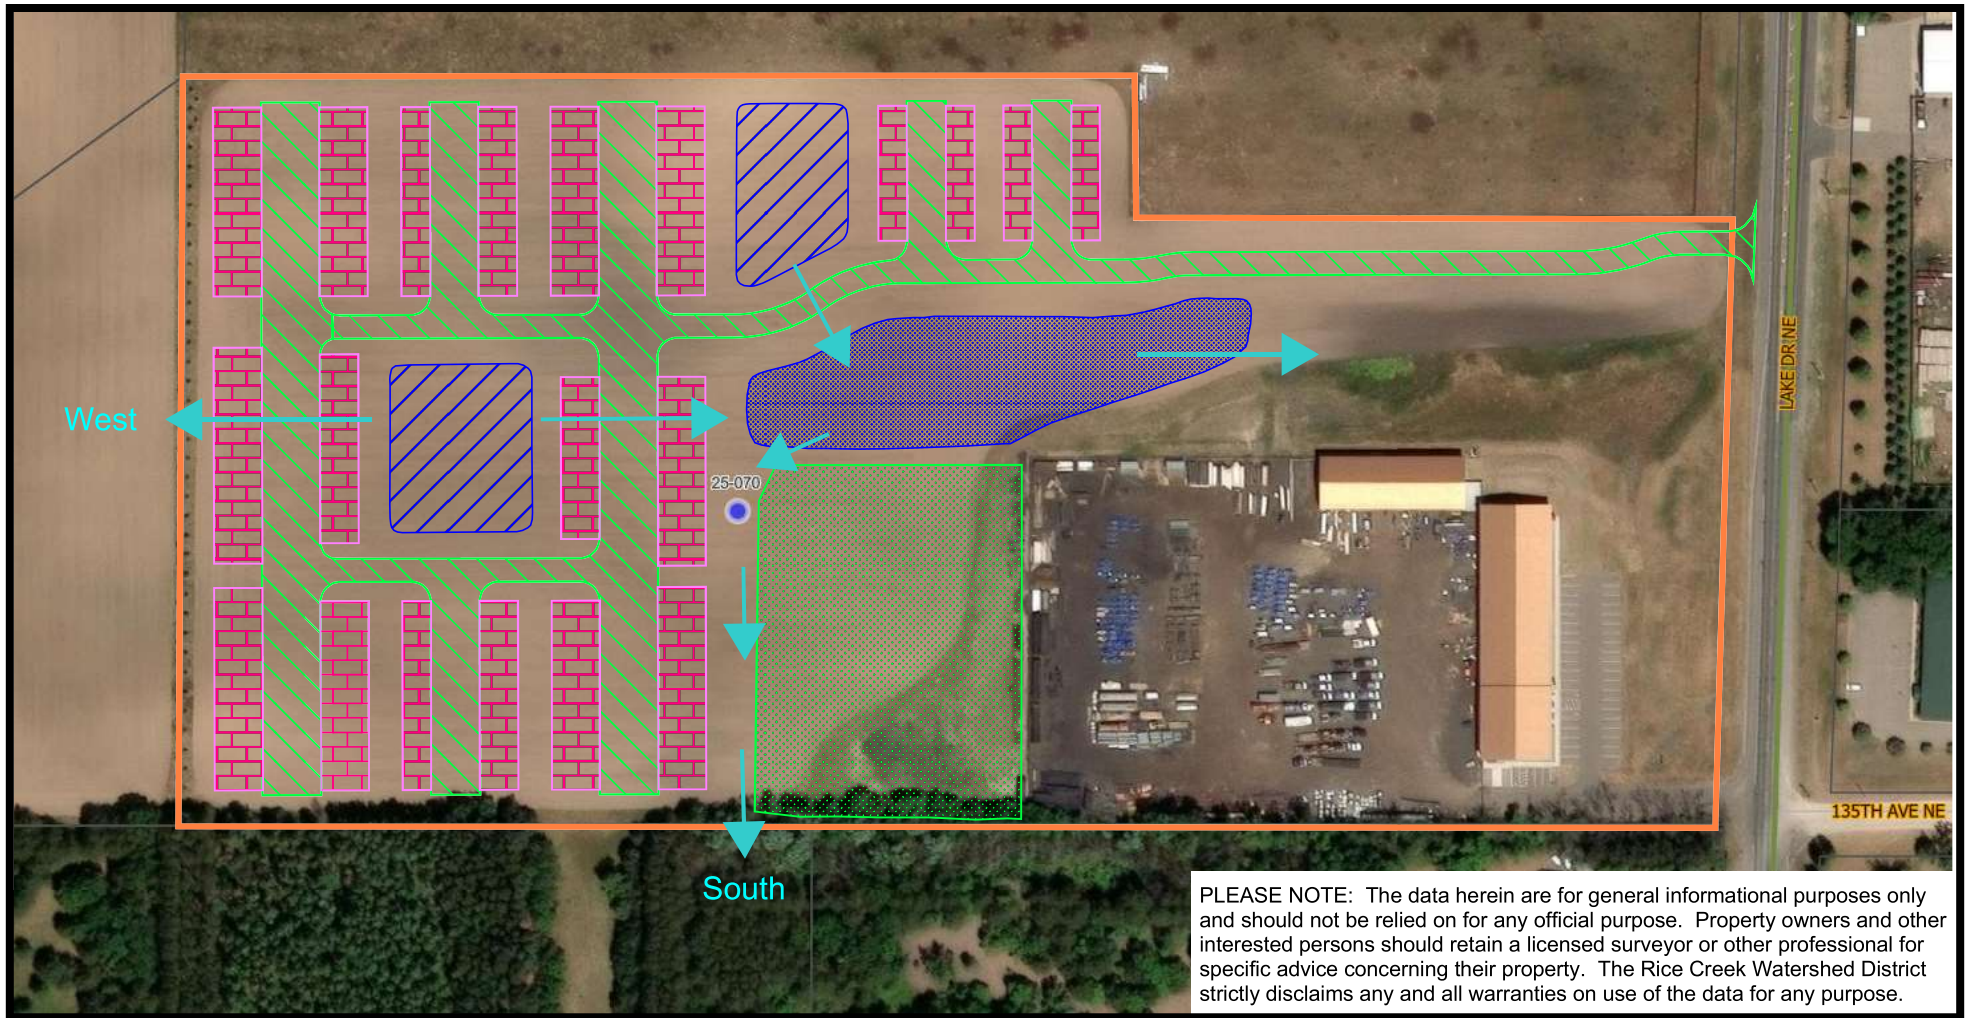 LAKE DR NE
West
25-070
135TH AVE NE
South
PLEASE NOTE: The data herein are for general informational purposes only
and should not be relied on for any official purpose. Property owners and other
interested persons should retain a licensed surveyor or other professional for
specific advice concerning their property. The Rice Creek Watershed District
strictly disclaims any and all warranties on use of the data for any purpose.